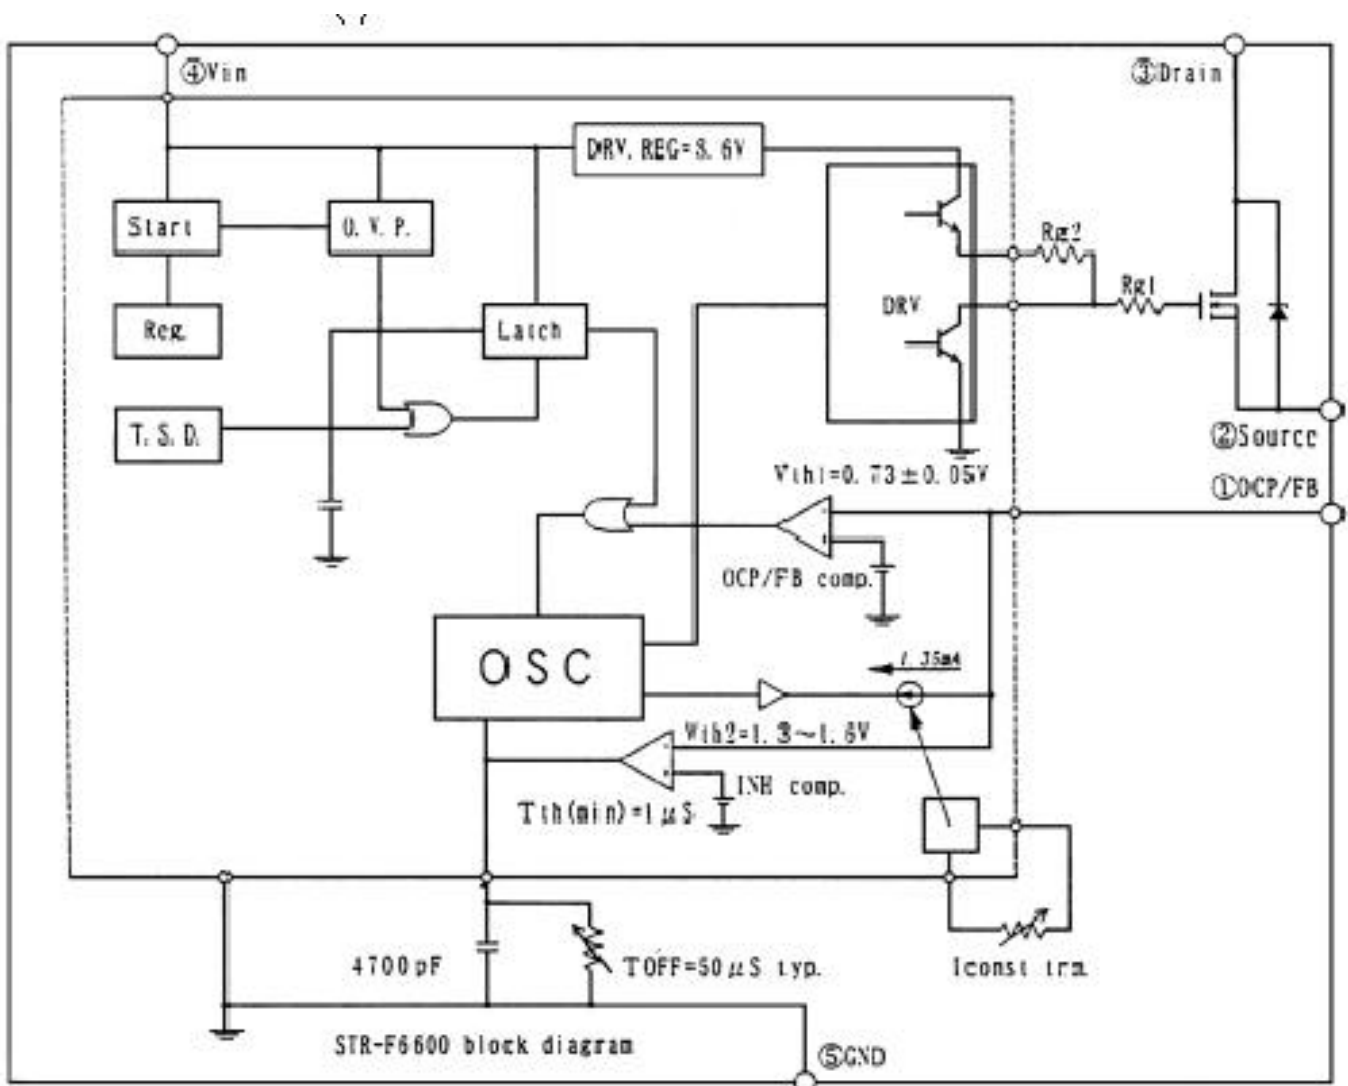 ④Vin
③Drain
DRV. REG=8. 6V
Start
O. V. P.
Rg2
Rg1
DRV
Reg.
Latch
T. S. D.
②Source
Vth1=0. 73±0. 05V
①OCP/FB
OCP/FB comp.
OSC
1. 35mA
Vth2=1. 3～1. 6V
INH comp.
Tth(min)=1μS
4700pF
TOFF=50μS typ.
Iconst trm.
STR-F6600 block diagram
⑤GND